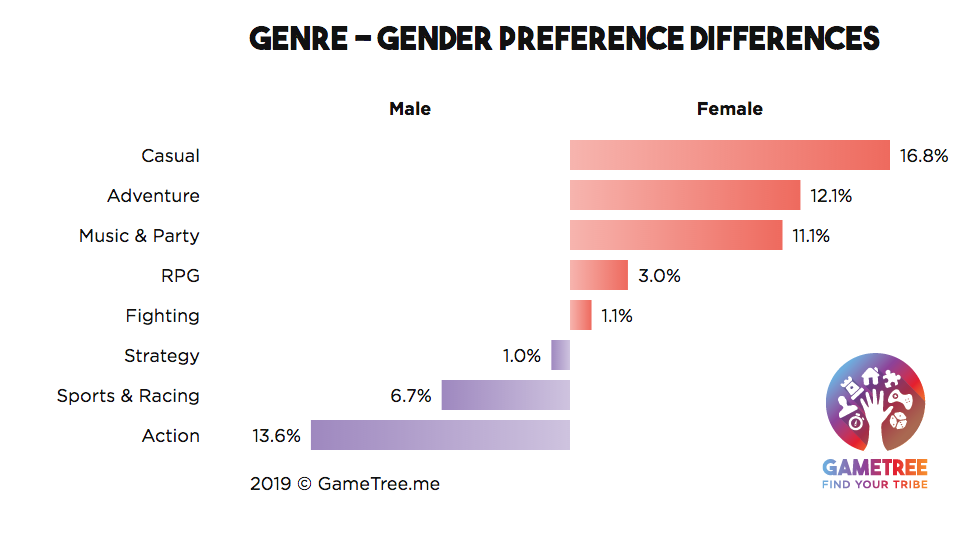 GENRE – GENDER PREFERENCE DIFFERENCES
Male Female
Casual 16.8%
Adventure 12.1%
Music & Party 11.1%
RPG 3.0%
Fighting 1.1%
Strategy 1.0%
Sports & Racing 6.7%
Action 13.6%
GAMETREE
2019 © GameTree.me
FIND YOUR TRIBE